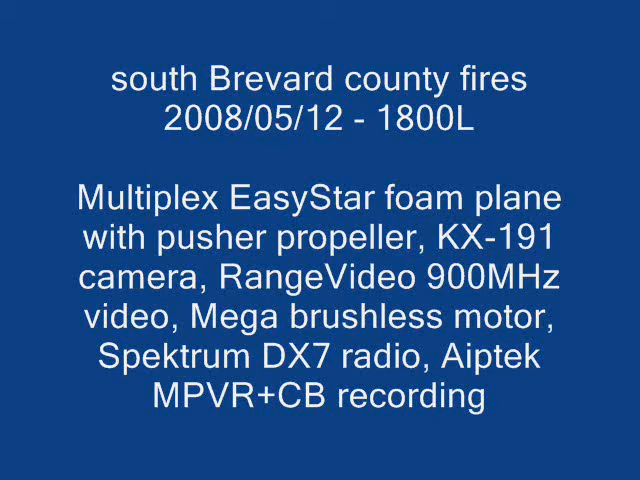 south Brevard county fires
2008/05/12 - 1800L
Multiplex EasyStar foam plane
with pusher propeller, KX-191
camera, RangeVideo 900MHz
video, Mega brushless motor,
Spektrum DX7 radio, Aiptek
MPVR+CB recording